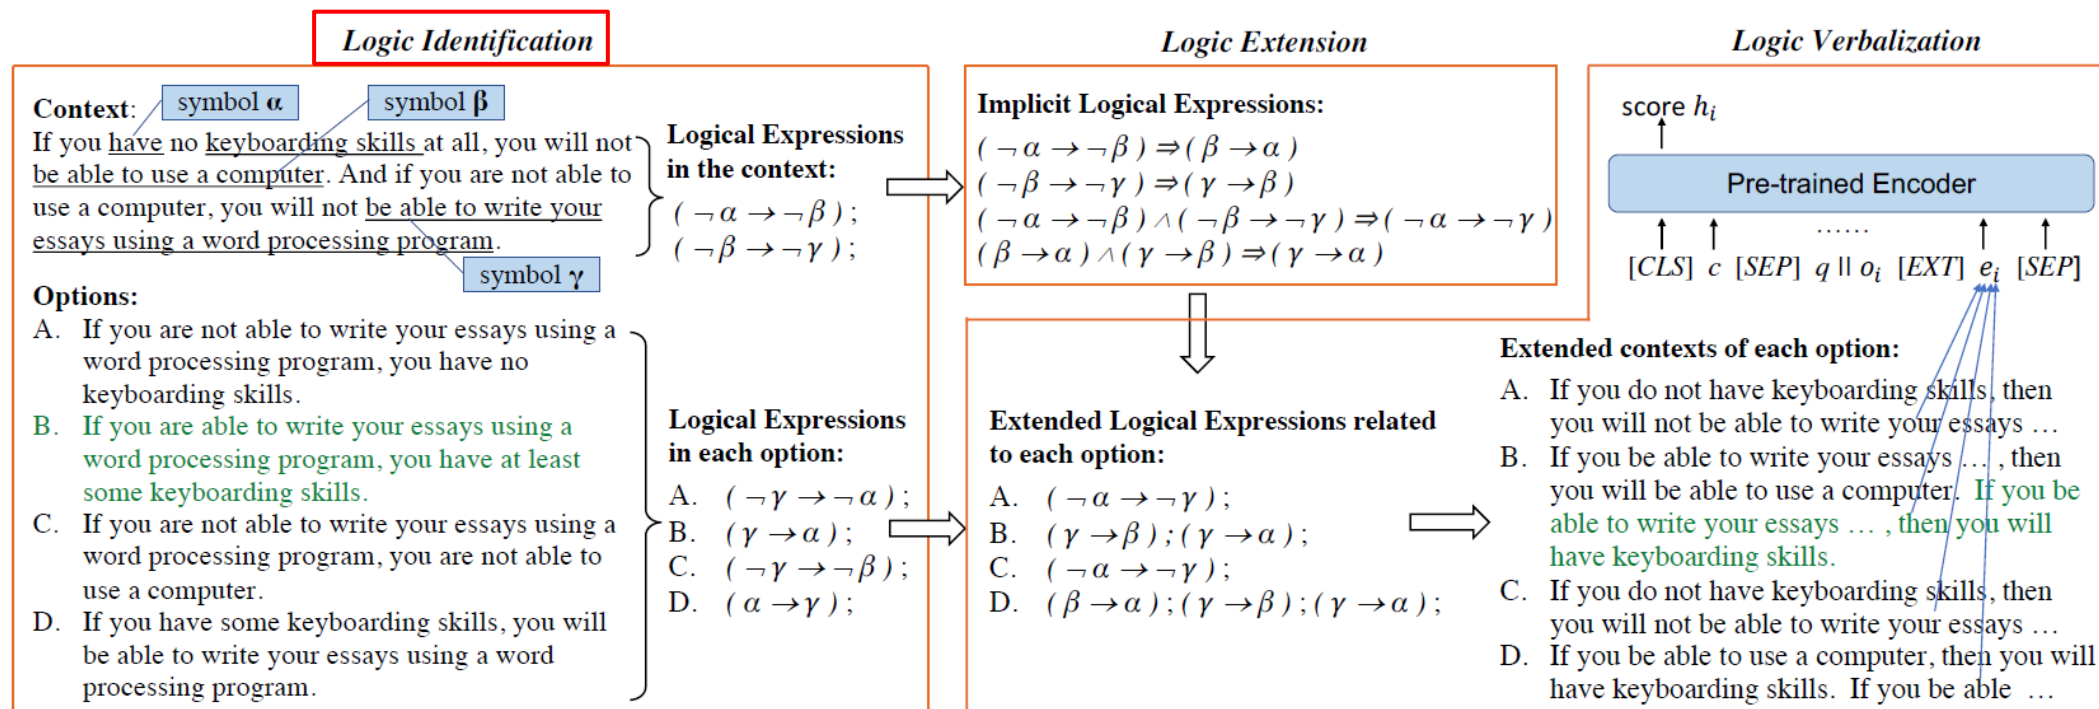 Logic Identification
Context:
symbol α
symbol β
If you have no keyboarding skills at all, you will not
be able to use a computer. And if you are not able to
use a computer, you will not be able to write your
essays using a word processing program.
symbol γ
Logical Expressions
in the context:
(¬α→¬β);
(¬β→¬γ);
Options:
A. If you are not able to write your essays using a
word processing program, you have no
keyboarding skills.
B. If you are able to write your essays using a
word processing program, you have at least
some keyboarding skills.
C. If you are not able to write your essays using a
word processing program, you are not able to
use a computer.
D. If you have some keyboarding skills, you will
be able to write your essays using a word
processing program.
Logical Expressions
in each option:
A. (¬γ→¬α);
B. (γ→α);
C. (¬γ→¬β);
D. (α→γ);
Logic Extension
Implicit Logical Expressions:
(¬α→¬β)⇒(β→α)
(¬β→¬γ)⇒(γ→β)
(¬α→¬β)∧(¬β→¬γ)⇒(¬α→¬γ)
(β→α)∧(γ→β)⇒(γ→α)
Extended Logical Expressions related
to each option:
A. (¬α→¬γ);
B. (γ→β);(γ→α);
C. (¬α→¬γ);
D. (β→α);(γ→β);(γ→α);
Logic Verbalization
score hᵢ
Pre-trained Encoder
......
[CLS] c [SEP] q || oᵢ [EXT] eᵢ [SEP]
Extended contexts of each option:
A. If you do not have keyboarding skills, then
you will not be able to write your essays ...
B. If you be able to write your essays ... , then
you will be able to use a computer. If you be
able to write your essays ... , then you will
have keyboarding skills.
C. If you do not have keyboarding skills, then
you will not be able to write your essays ...
D. If you be able to use a computer, then you will
have keyboarding skills. If you be able ...